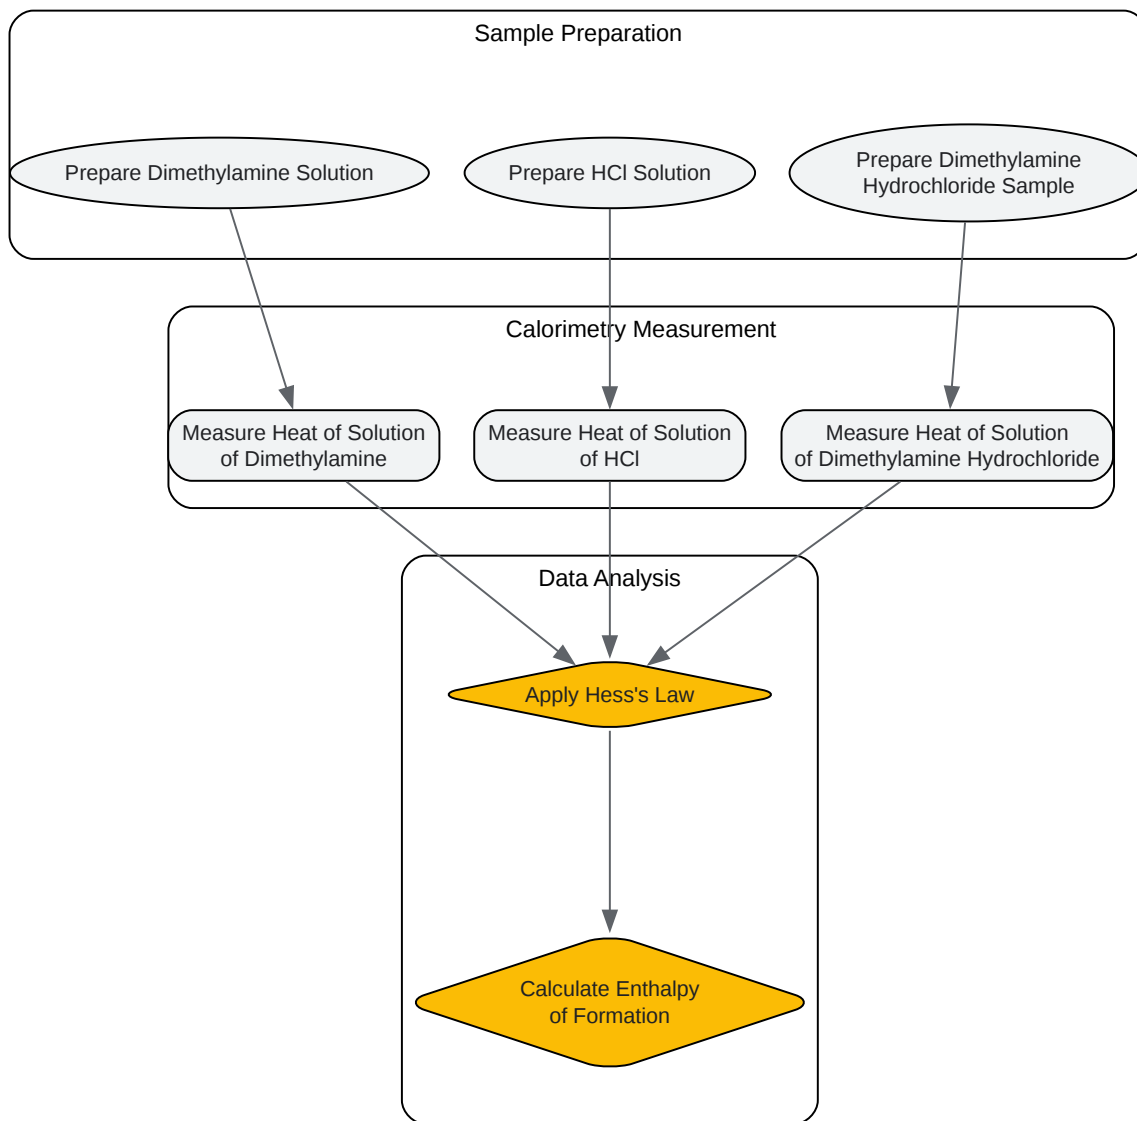 Sample Preparation
Prepare Dimethylamine Solution
Prepare HCl Solution
Prepare Dimethylamine
Hydrochloride Sample
Calorimetry Measurement
Measure Heat of Solution
of Dimethylamine
Measure Heat of Solution
of HCl
Measure Heat of Solution
of Dimethylamine Hydrochloride
Data Analysis
Apply Hess's Law
Calculate Enthalpy
of Formation